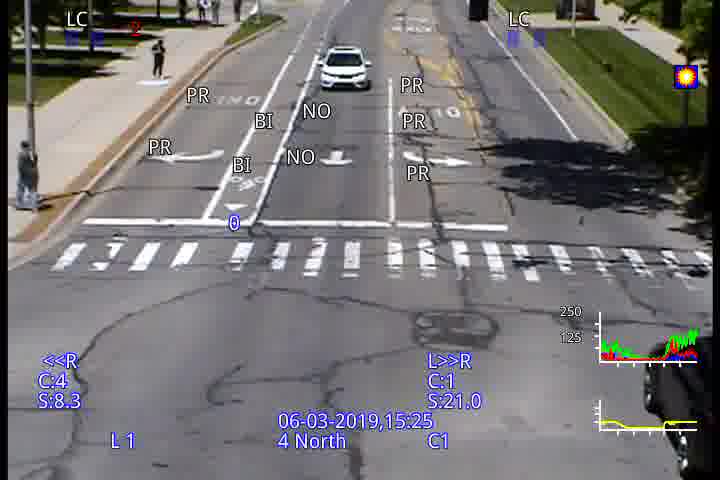 LC
2
LC
PR
PR
PR
NO
BI
PR
PR
NO
BI
PR
0
250
125
<<R
C:4
S:8.3
L>>R
C:1
S:21.0
06-03-2019,15:25
L 1
4 North
C1